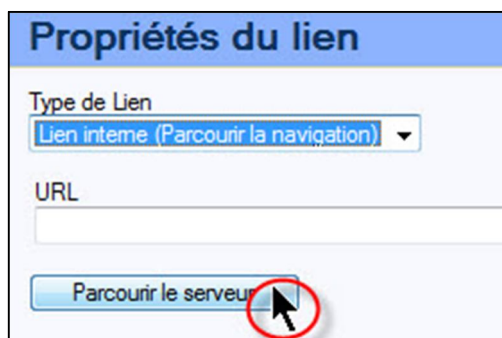 Propriétés du lien
Type de Lien
Lien interne (Parcourir la navigation)
URL
Parcourir le serveur